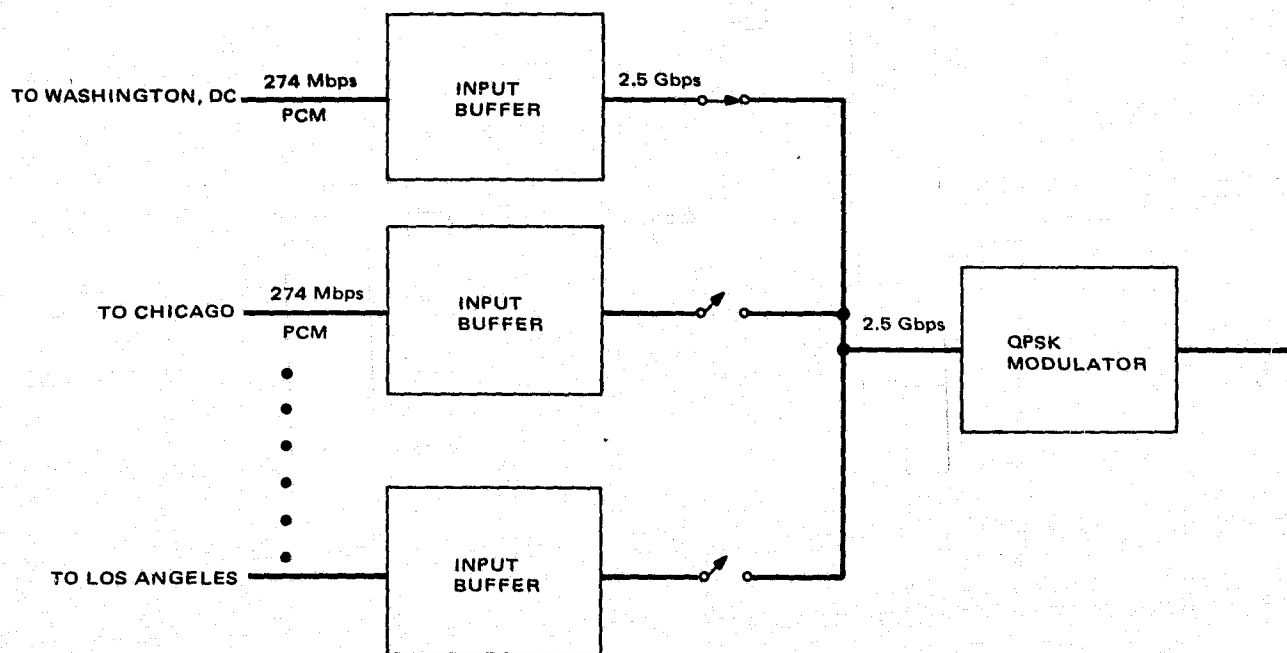 274 Mbps
2.5 Gbps
TO WASHINGTON, DC
PCM
INPUT
BUFFER
274 Mbps
TO CHICAGO
PCM
INPUT
BUFFER
2.5 Gbps
QPSK
MODULATOR
TO LOS ANGELES
INPUT
BUFFER